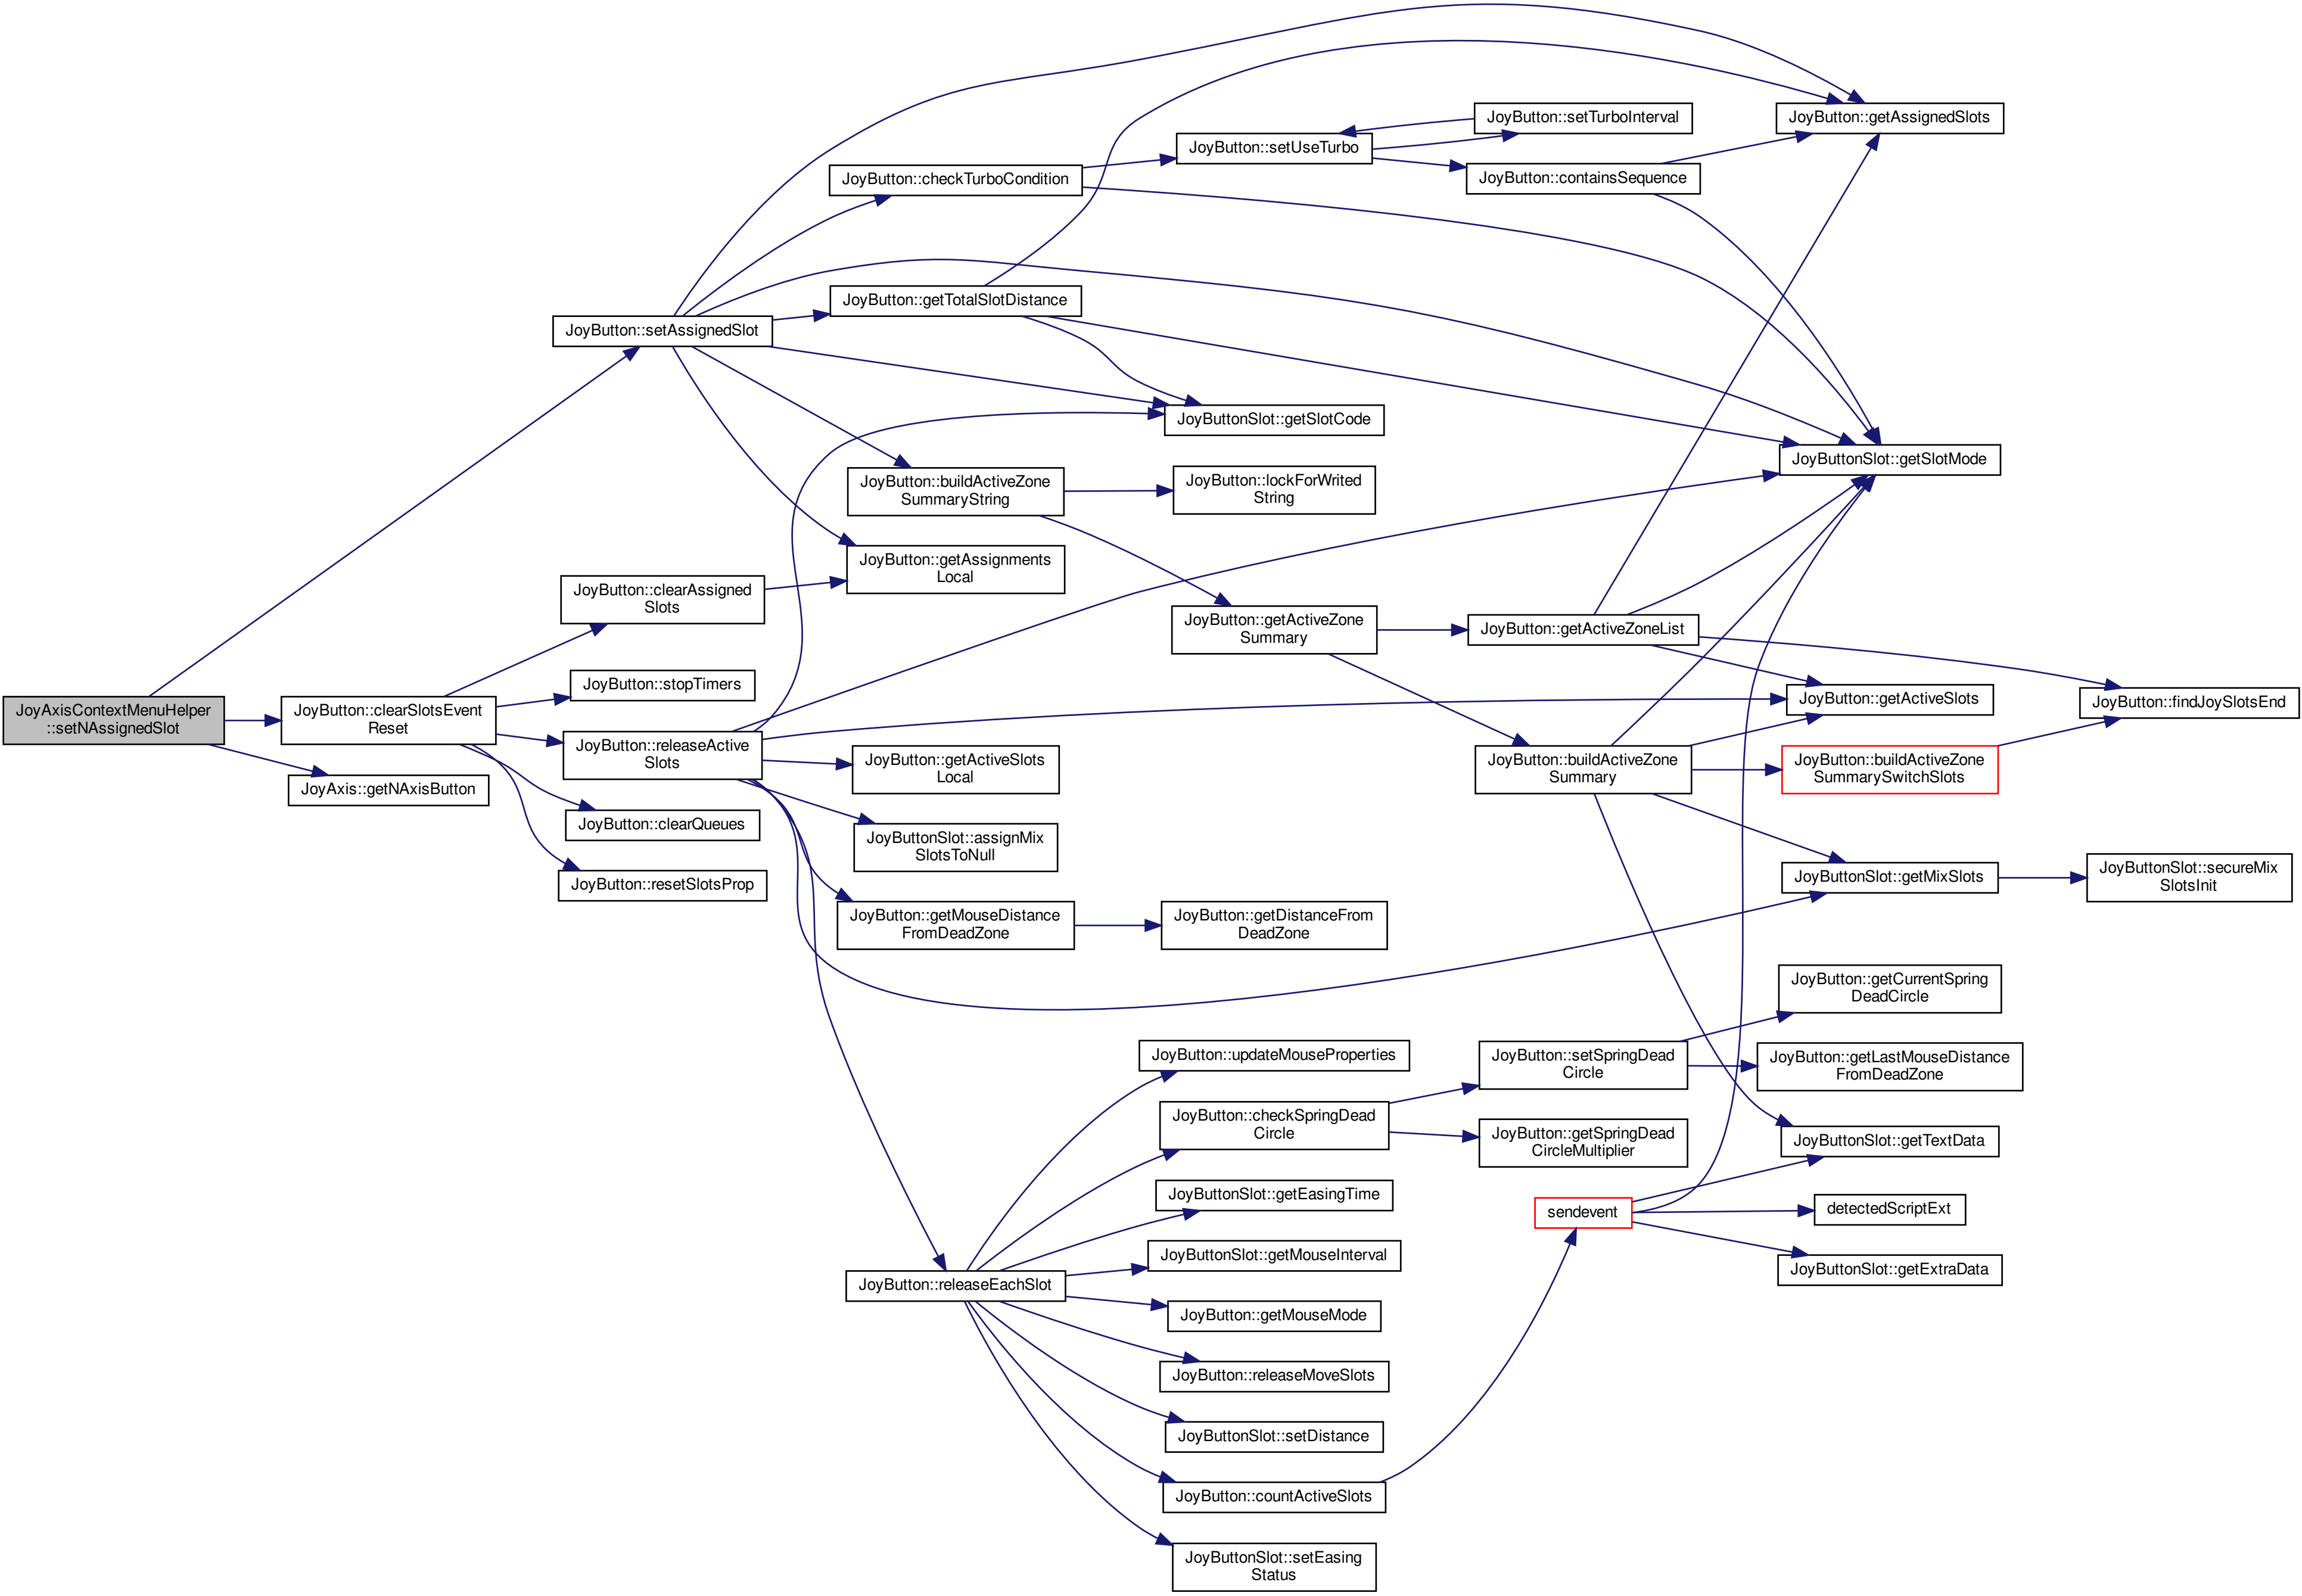 JoyAxisContextMenuHelper
::setNAssignedSlot
JoyButton::clearSlotsEvent
Reset
JoyAxis::getNAxisButton
JoyButton::setAssignedSlot
JoyButton::clearAssigned
Slots
JoyButton::stopTimers
JoyButton::releaseActive
Slots
JoyButton::clearQueues
JoyButton::resetSlotsProp
JoyButton::checkTurboCondition
JoyButton::getTotalSlotDistance
JoyButton::buildActiveZone
SummaryString
JoyButton::getAssignments
Local
JoyButton::getActiveSlots
Local
JoyButtonSlot::assignMix
SlotsToNull
JoyButton::getMouseDistance
FromDeadZone
JoyButton::releaseEachSlot
JoyButton::setUseTurbo
JoyButtonSlot::getSlotCode
JoyButton::lockForWrited
String
JoyButton::getActiveZone
Summary
JoyButton::getDistanceFrom
DeadZone
JoyButton::updateMouseProperties
JoyButton::checkSpringDead
Circle
JoyButtonSlot::getEasingTime
JoyButtonSlot::getMouseInterval
JoyButton::getMouseMode
JoyButton::releaseMoveSlots
JoyButtonSlot::setDistance
JoyButton::countActiveSlots
JoyButtonSlot::setEasing
Status
JoyButton::setTurboInterval
JoyButton::containsSequence
JoyButton::getActiveZoneList
JoyButton::buildActiveZone
Summary
JoyButton::setSpringDead
Circle
JoyButton::getSpringDead
CircleMultiplier
sendevent
JoyButton::getAssignedSlots
JoyButtonSlot::getSlotMode
JoyButton::getActiveSlots
JoyButton::buildActiveZone
SummarySwitchSlots
JoyButtonSlot::getMixSlots
JoyButton::getCurrentSpring
DeadCircle
JoyButton::getLastMouseDistance
FromDeadZone
JoyButtonSlot::getTextData
detectedScriptExt
JoyButtonSlot::getExtraData
JoyButton::findJoySlotsEnd
JoyButtonSlot::secureMix
SlotsInit